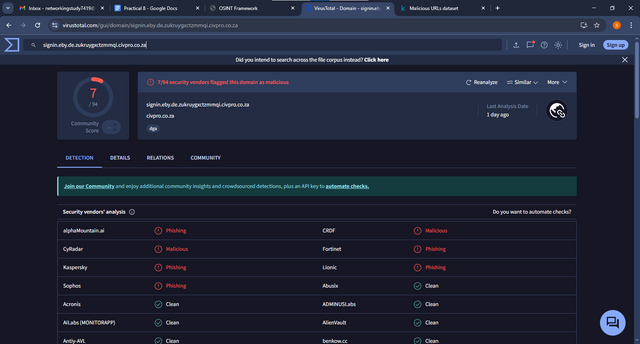 Inbox - networkingstudy7419@
Practical 8 - Google Docs
OSINT Framework
VirusTotal - Domain - signin.eb
Malicious URLs dataset
virustotal.com/gui/domain/signin.eby.de.zukruygxctzmmqi.civpro.co.za
signin.eby.de.zukruygxctzmmqi.civpro.co.za
Sign in
Sign up
Did you intend to search across the file corpus instead? Click here
7
/ 94
Community
Score
7/94 security vendors flagged this domain as malicious
Reanalyze
Similar
More
signin.eby.de.zukruygxctzmmqi.civpro.co.za
civpro.co.za
dga
Last Analysis Date
1 day ago
DETECTION
DETAILS
RELATIONS
COMMUNITY
Join our Community and enjoy additional community insights and crowdsourced detections, plus an API key to automate checks.
Security vendors' analysis
Do you want to automate checks?
alphaMountain.ai Phishing CRDF Malicious
CyRadar Malicious Fortinet Phishing
Kaspersky Phishing Lionic Phishing
Sophos Phishing Abusix Clean
Acronis Clean ADMINUSLabs Clean
AILabs (MONITORAPP) Clean AlienVault Clean
Antiy-AVL Clean benkow.cc Clean